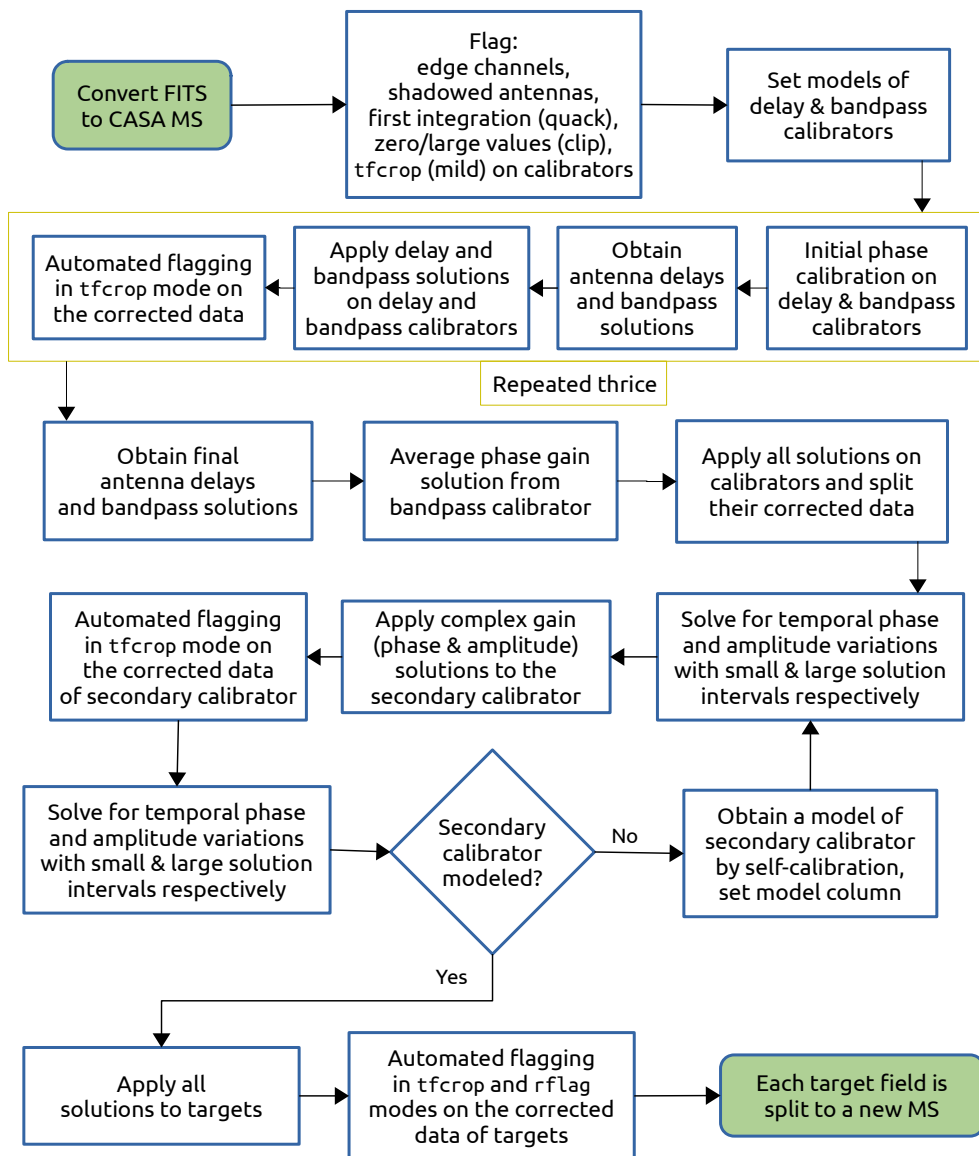 Convert FITS
to CASA MS
Flag:
edge channels,
shadowed antennas,
first integration (quack),
zero/large values (clip),
tfcrop (mild) on calibrators
Set models of
delay & bandpass
calibrators
Initial phase
calibration on
delay & bandpass
calibrators
Obtain
antenna delays
and bandpass
solutions
Apply delay and
bandpass solutions
on delay and
bandpass calibrators
Automated flagging
in tfcrop mode on
the corrected data
Repeated thrice
Obtain final
antenna delays
and bandpass solutions
Average phase gain
solution from
bandpass calibrator
Apply all solutions on
calibrators and split
their corrected data
Solve for temporal phase
and amplitude variations
with small & large solution
intervals respectively
Apply complex gain
(phase & amplitude)
solutions to the
secondary calibrator
Automated flagging
in tfcrop mode on
the corrected data
of secondary calibrator
Solve for temporal phase
and amplitude variations
with small & large solution
intervals respectively
Secondary
calibrator
modeled?
No
Obtain a model of
secondary calibrator
by self-calibration,
set model column
Yes
Apply all
solutions to targets
Automated flagging
in tfcrop and rflag
modes on the corrected
data of targets
Each target field is
split to a new MS